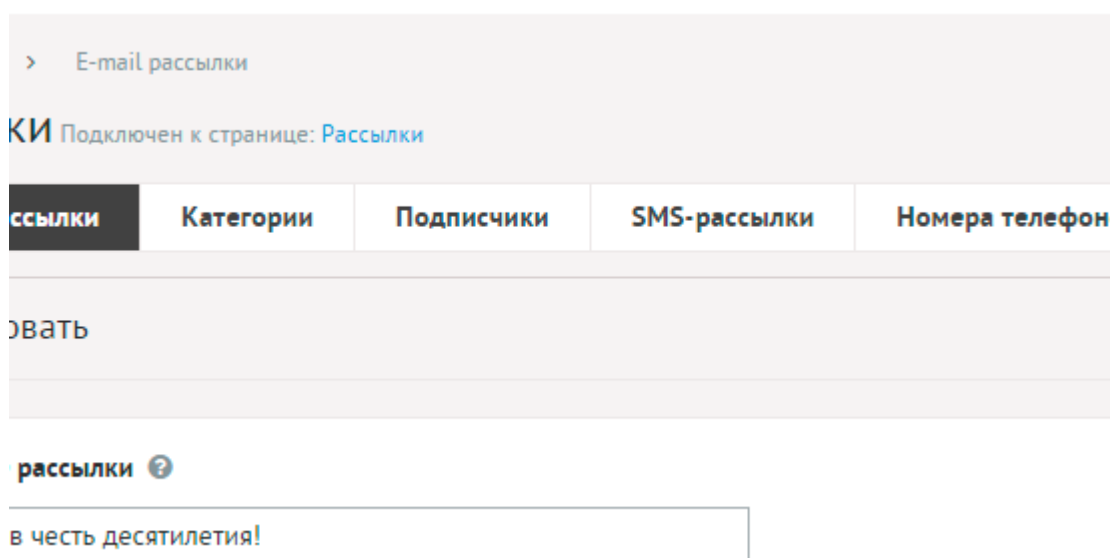 > E-mail рассылки
ки Подключен к странице: Рассылки
ссылки Категории Подписчики SMS-рассылки Номера телефон
овать
рассылки ?
в честь десятилетия!